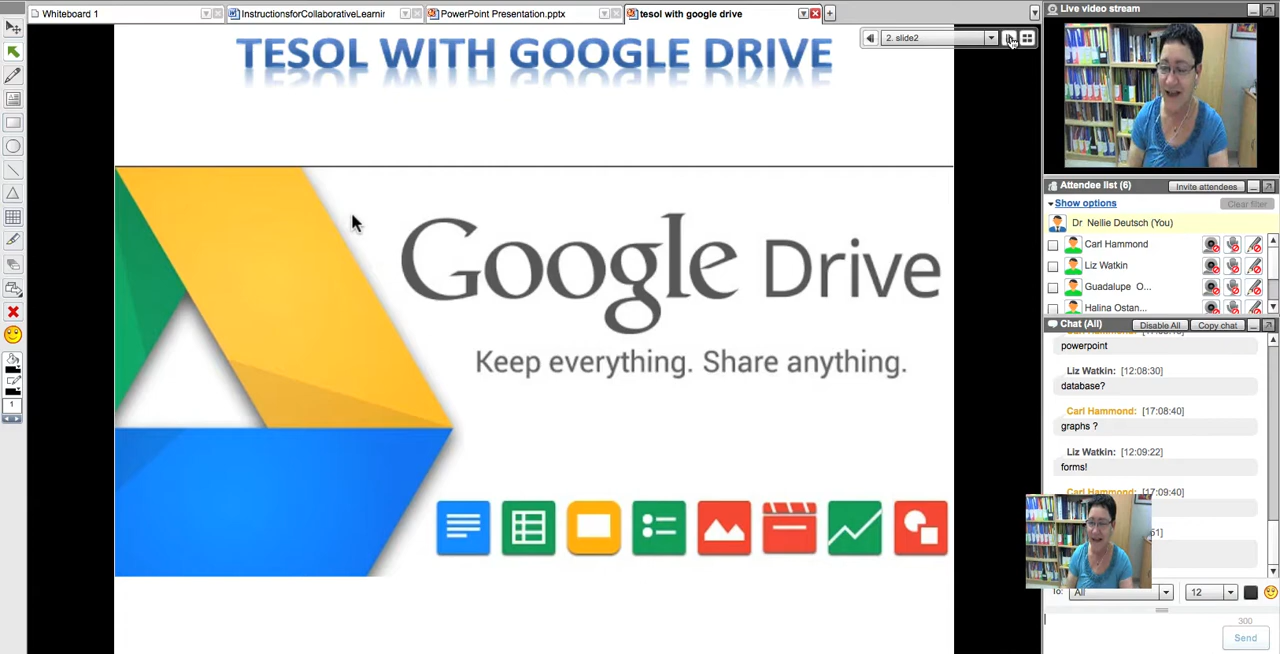 Whiteboard 1
InstructionsforCollaborativeLearnin
PowerPoint Presentation.pptx
tesol with google drive
2. slide2
TESOL WITH GOOGLE DRIVE
Google Drive
Keep everything. Share anything.
1
Live video stream
Attendee list (6)
Invite attendees
Show options
Clear filter
Dr Nellie Deutsch (You)
Carl Hammond
Liz Watkin
Guadalupe O...
Halina Ostan...
Chat (All)
Disable All
Copy chat
powerpoint
Liz Watkin: [12:08:30]
database?
Carl Hammond: [17:08:40]
graphs ?
Liz Watkin: [12:09:22]
forms!
Carl Hammond: [17:09:40]
To:
All
12
300
Send